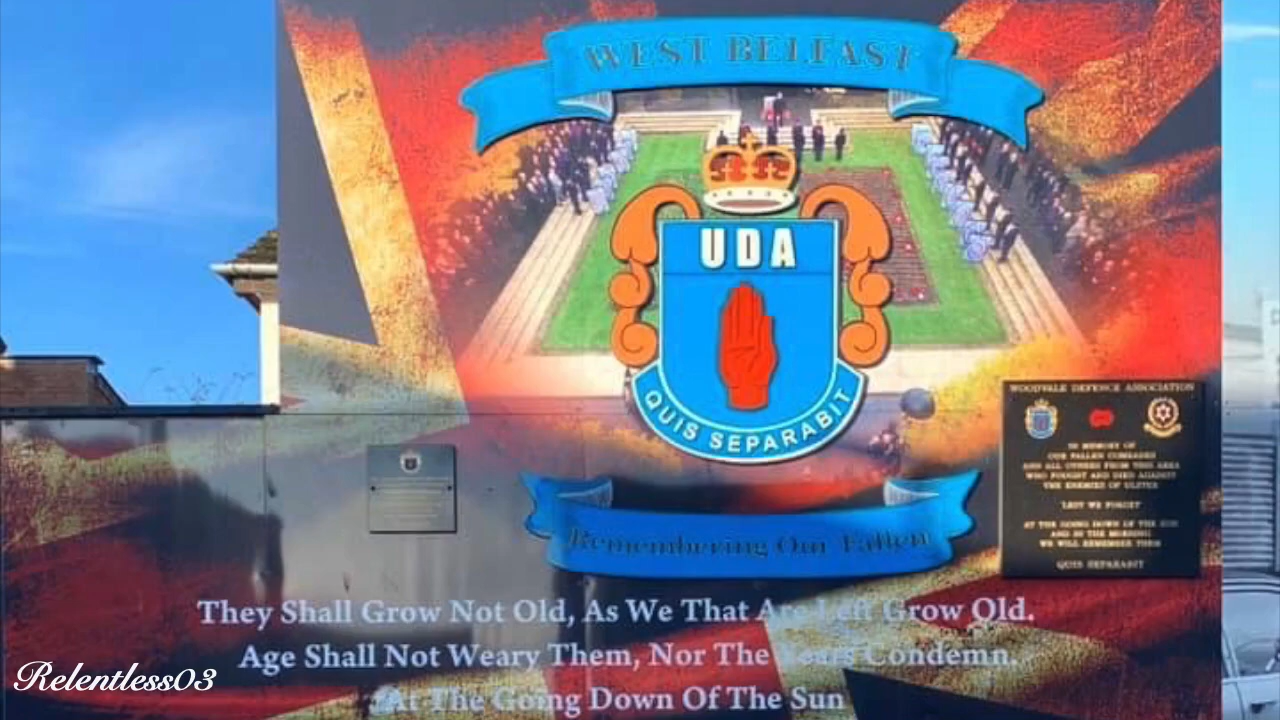 WEST BELFAST
UDA
QUIS SEPARABIT
Remembering Our Fallen
WOODVALE DEFENCE ASSOCIATION
IN MEMORY OF
OUR FALLEN COMRADES
AND ALL OTHERS FROM THIS AREA
WHO FOUGHT AND DIED AGAINST
THE ENEMIES OF ULSTER
'LEST WE FORGET'
AT THE GOING DOWN OF THE SUN
AND IN THE MORNING
WE WILL REMEMBER THEM
QUIS SEPARABIT
They Shall Grow Not Old, As We That Are Left Grow Old.
Age Shall Not Weary Them, Nor The Years Condemn.
At The Going Down Of The Sun
Relentless03